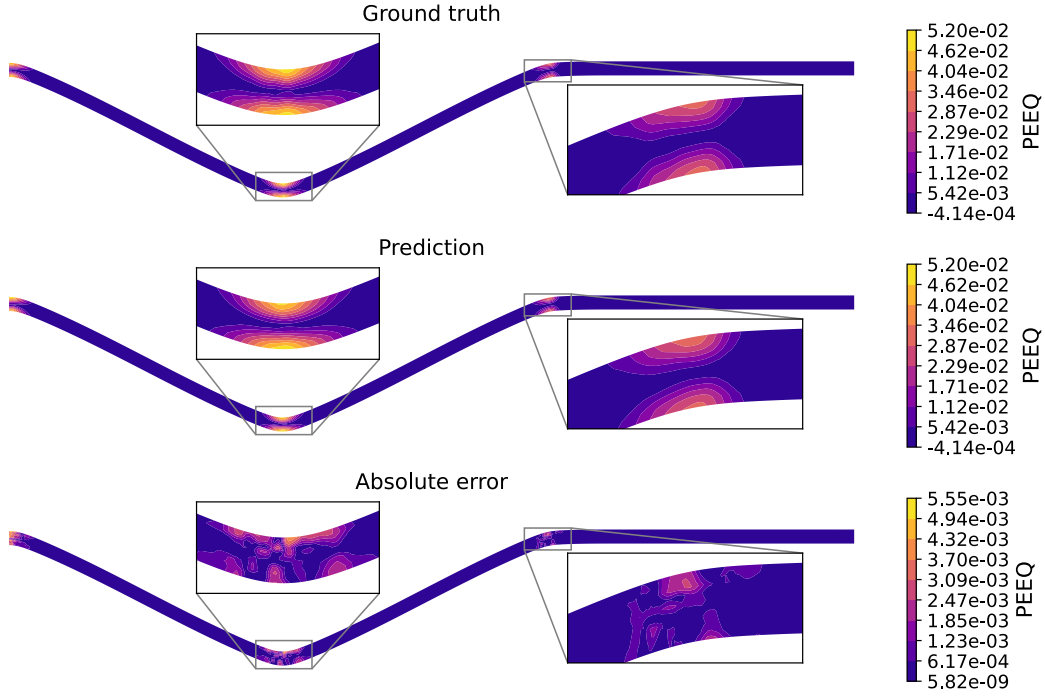 Ground truth
5.20e-02
4.62e-02
4.04e-02
3.46e-02
2.87e-02
2.29e-02
1.71e-02
1.12e-02
5.42e-03
-4.14e-04
PEEQ
Prediction
5.20e-02
4.62e-02
4.04e-02
3.46e-02
2.87e-02
2.29e-02
1.71e-02
1.12e-02
5.42e-03
-4.14e-04
PEEQ
Absolute error
5.55e-03
4.94e-03
4.32e-03
3.70e-03
3.09e-03
2.47e-03
1.85e-03
1.23e-03
6.17e-04
5.82e-09
PEEQ